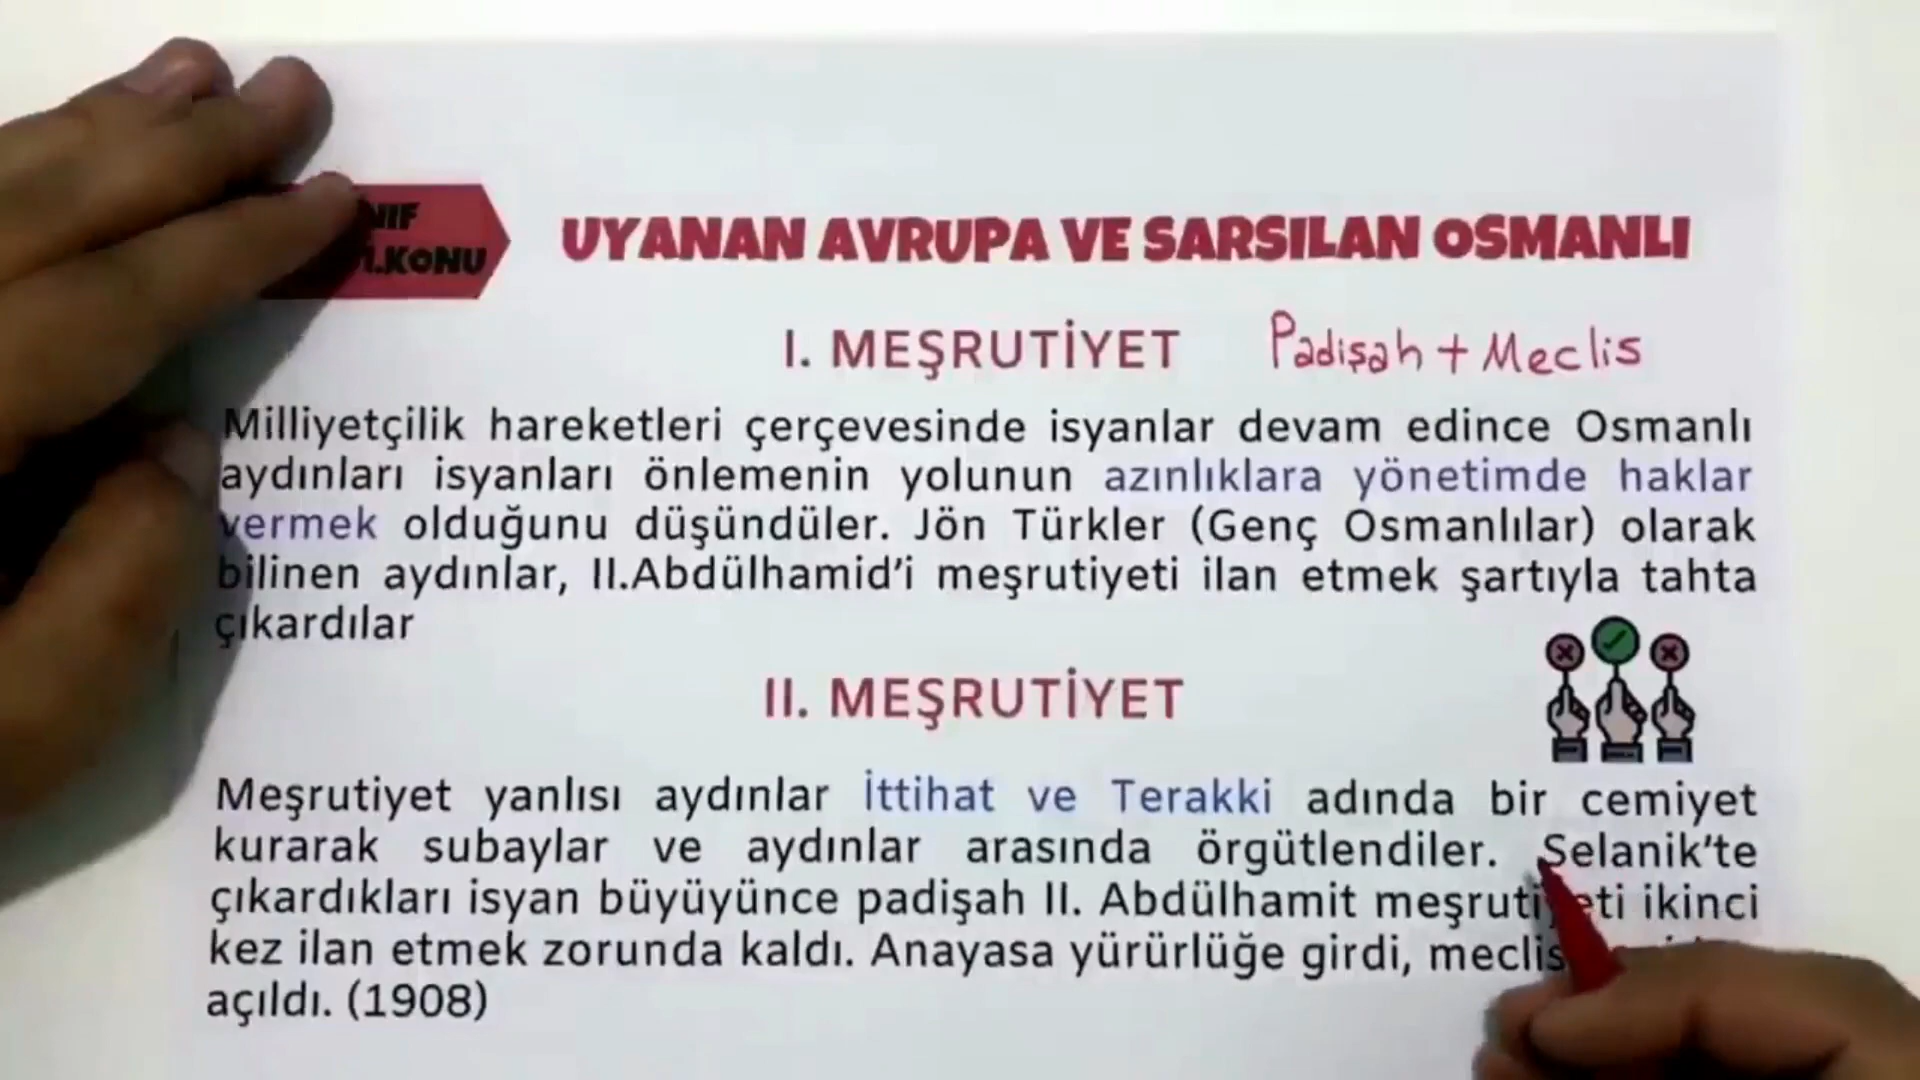 1.KONU
UYANAN AVRUPA VE SARSILAN OSMANLI
I. MEŞRUTİYET Padişah + Meclis
Milliyetçilik hareketleri çerçevesinde isyanlar devam edince Osmanlı
aydınları isyanları önlemenin yolunun azınlıklara yönetimde haklar
vermek olduğunu düşündüler. Jön Türkler (Genç Osmanlılar) olarak
bilinen aydınlar, II.Abdülhamid’i meşrutiyeti ilan etmek şartıyla tahta
çıkardılar
II. MEŞRUTİYET
Meşrutiyet yanlısı aydınlar İttihat ve Terakki adında bir cemiyet
kurarak subaylar ve aydınlar arasında örgütlendiler. Selanik’te
çıkardıkları isyan büyüyünce padişah II. Abdülhamit meşrutiyeti ikinci
kez ilan etmek zorunda kaldı. Anayasa yürürlüğe girdi, meclis
açıldı. (1908)